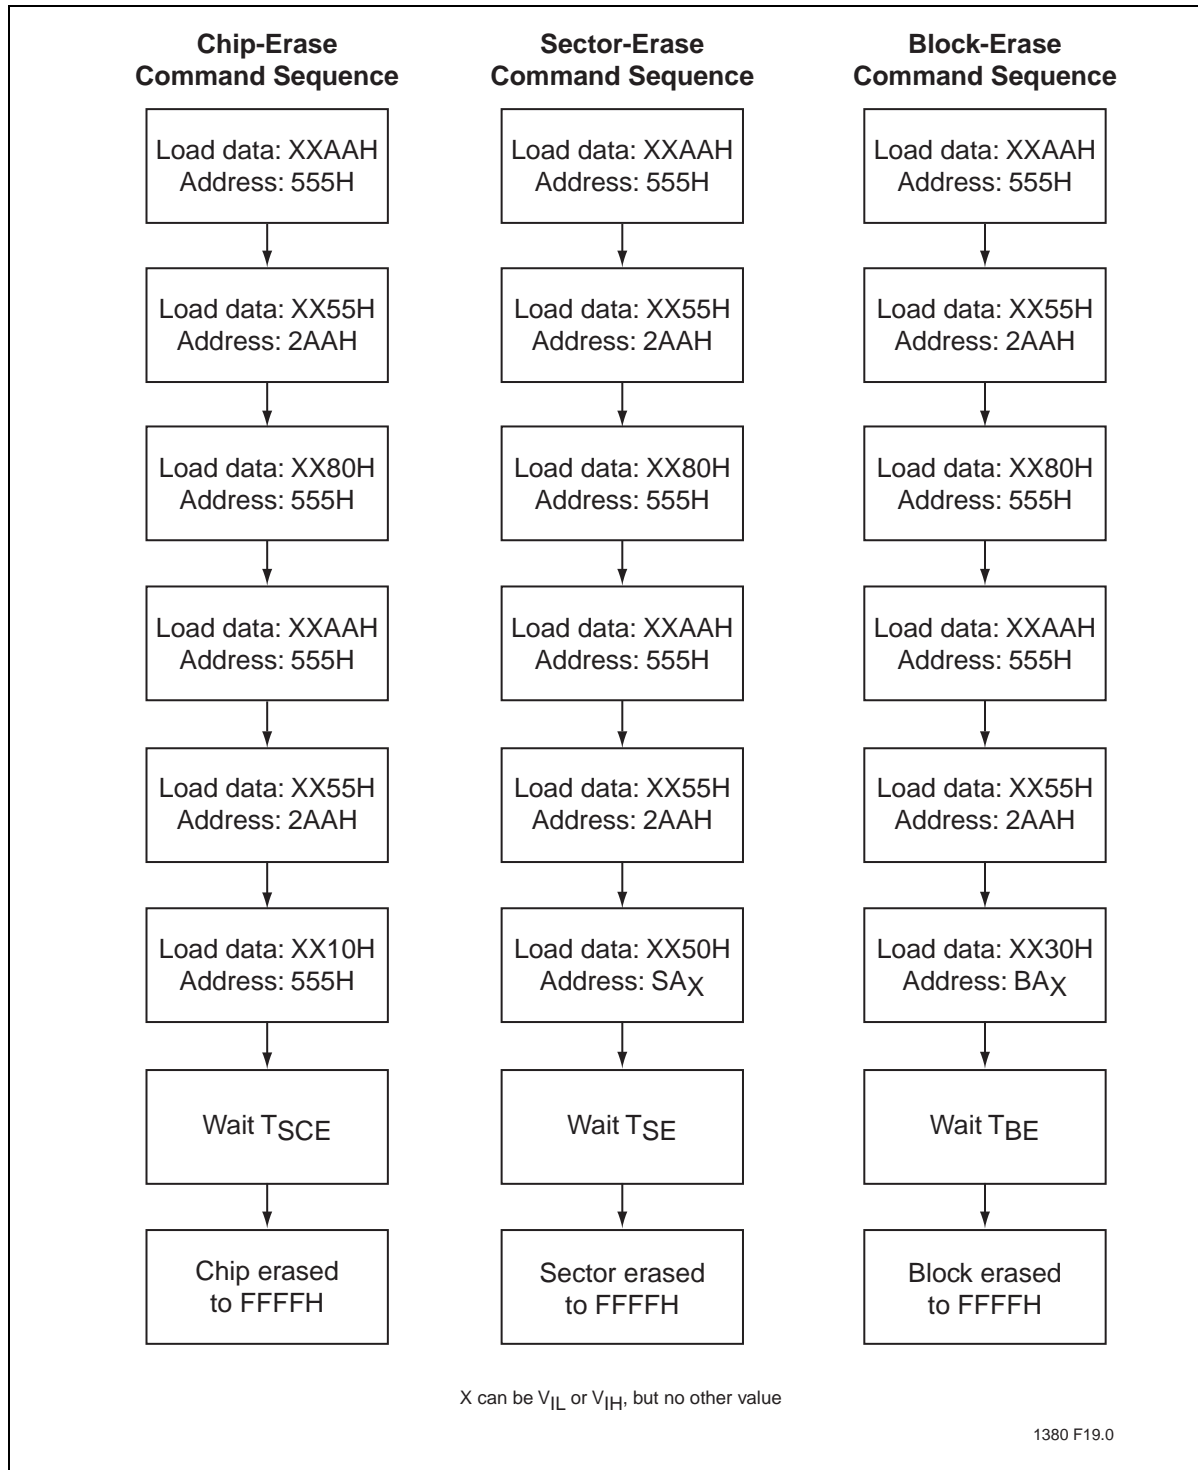 Chip-Erase
Command Sequence
Load data: XXAAH
Address: 555H
Load data: XX55H
Address: 2AAH
Load data: XX80H
Address: 555H
Load data: XXAAH
Address: 555H
Load data: XX55H
Address: 2AAH
Load data: XX10H
Address: 555H
Wait TSCE
Chip erased
to FFFFH
Sector-Erase
Command Sequence
Load data: XXAAH
Address: 555H
Load data: XX55H
Address: 2AAH
Load data: XX80H
Address: 555H
Load data: XXAAH
Address: 555H
Load data: XX55H
Address: 2AAH
Load data: XX50H
Address: SAX
Wait TSE
Sector erased
to FFFFH
Block-Erase
Command Sequence
Load data: XXAAH
Address: 555H
Load data: XX55H
Address: 2AAH
Load data: XX80H
Address: 555H
Load data: XXAAH
Address: 555H
Load data: XX55H
Address: 2AAH
Load data: XX30H
Address: BAX
Wait TBE
Block erased
to FFFFH
X can be VIL or VIH, but no other value
1380 F19.0